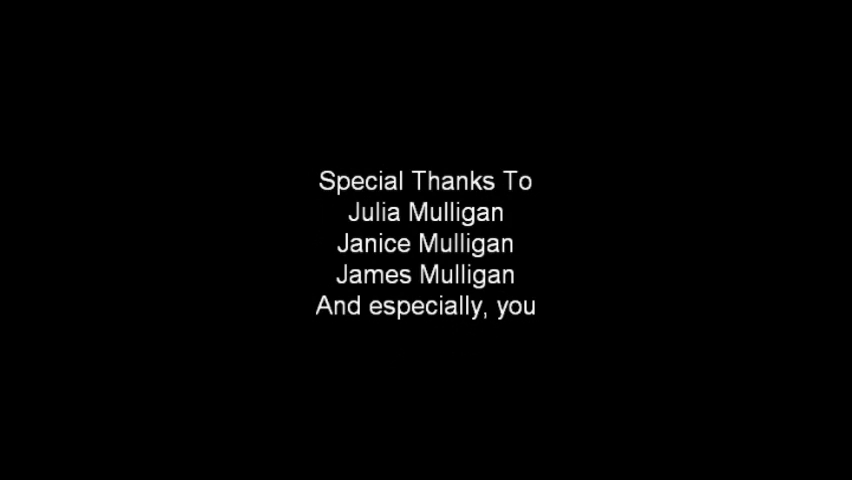 Special Thanks To
Julia Mulligan
Janice Mulligan
James Mulligan
And especially, you